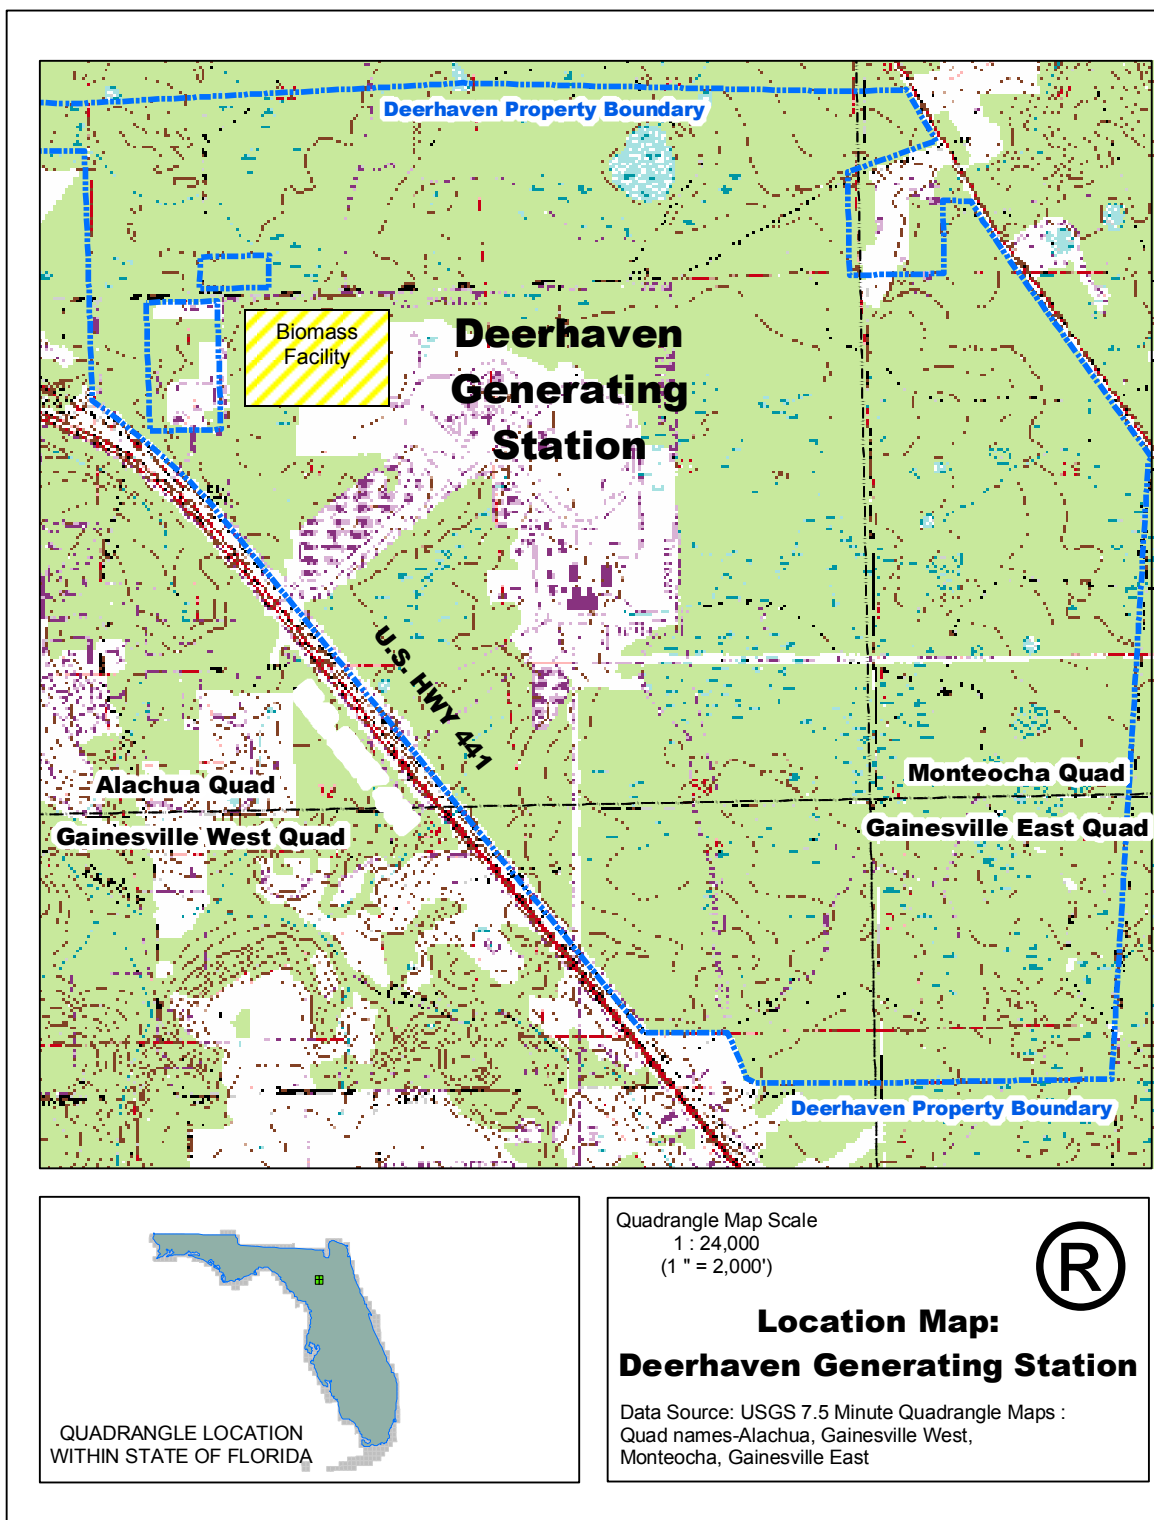 Deerhaven Property Boundary
Biomass
Facility
Deerhaven
Generating
Station
U.S. HWY 441
Alachua Quad
Monteocha Quad
Gainesville West Quad
Gainesville East Quad
Deerhaven Property Boundary
QUADRANGLE LOCATION
WITHIN STATE OF FLORIDA
Quadrangle Map Scale
1 : 24,000
(1 " = 2,000')
®
Location Map:
Deerhaven Generating Station
Data Source: USGS 7.5 Minute Quadrangle Maps :
Quad names-Alachua, Gainesville West,
Monteocha, Gainesville East